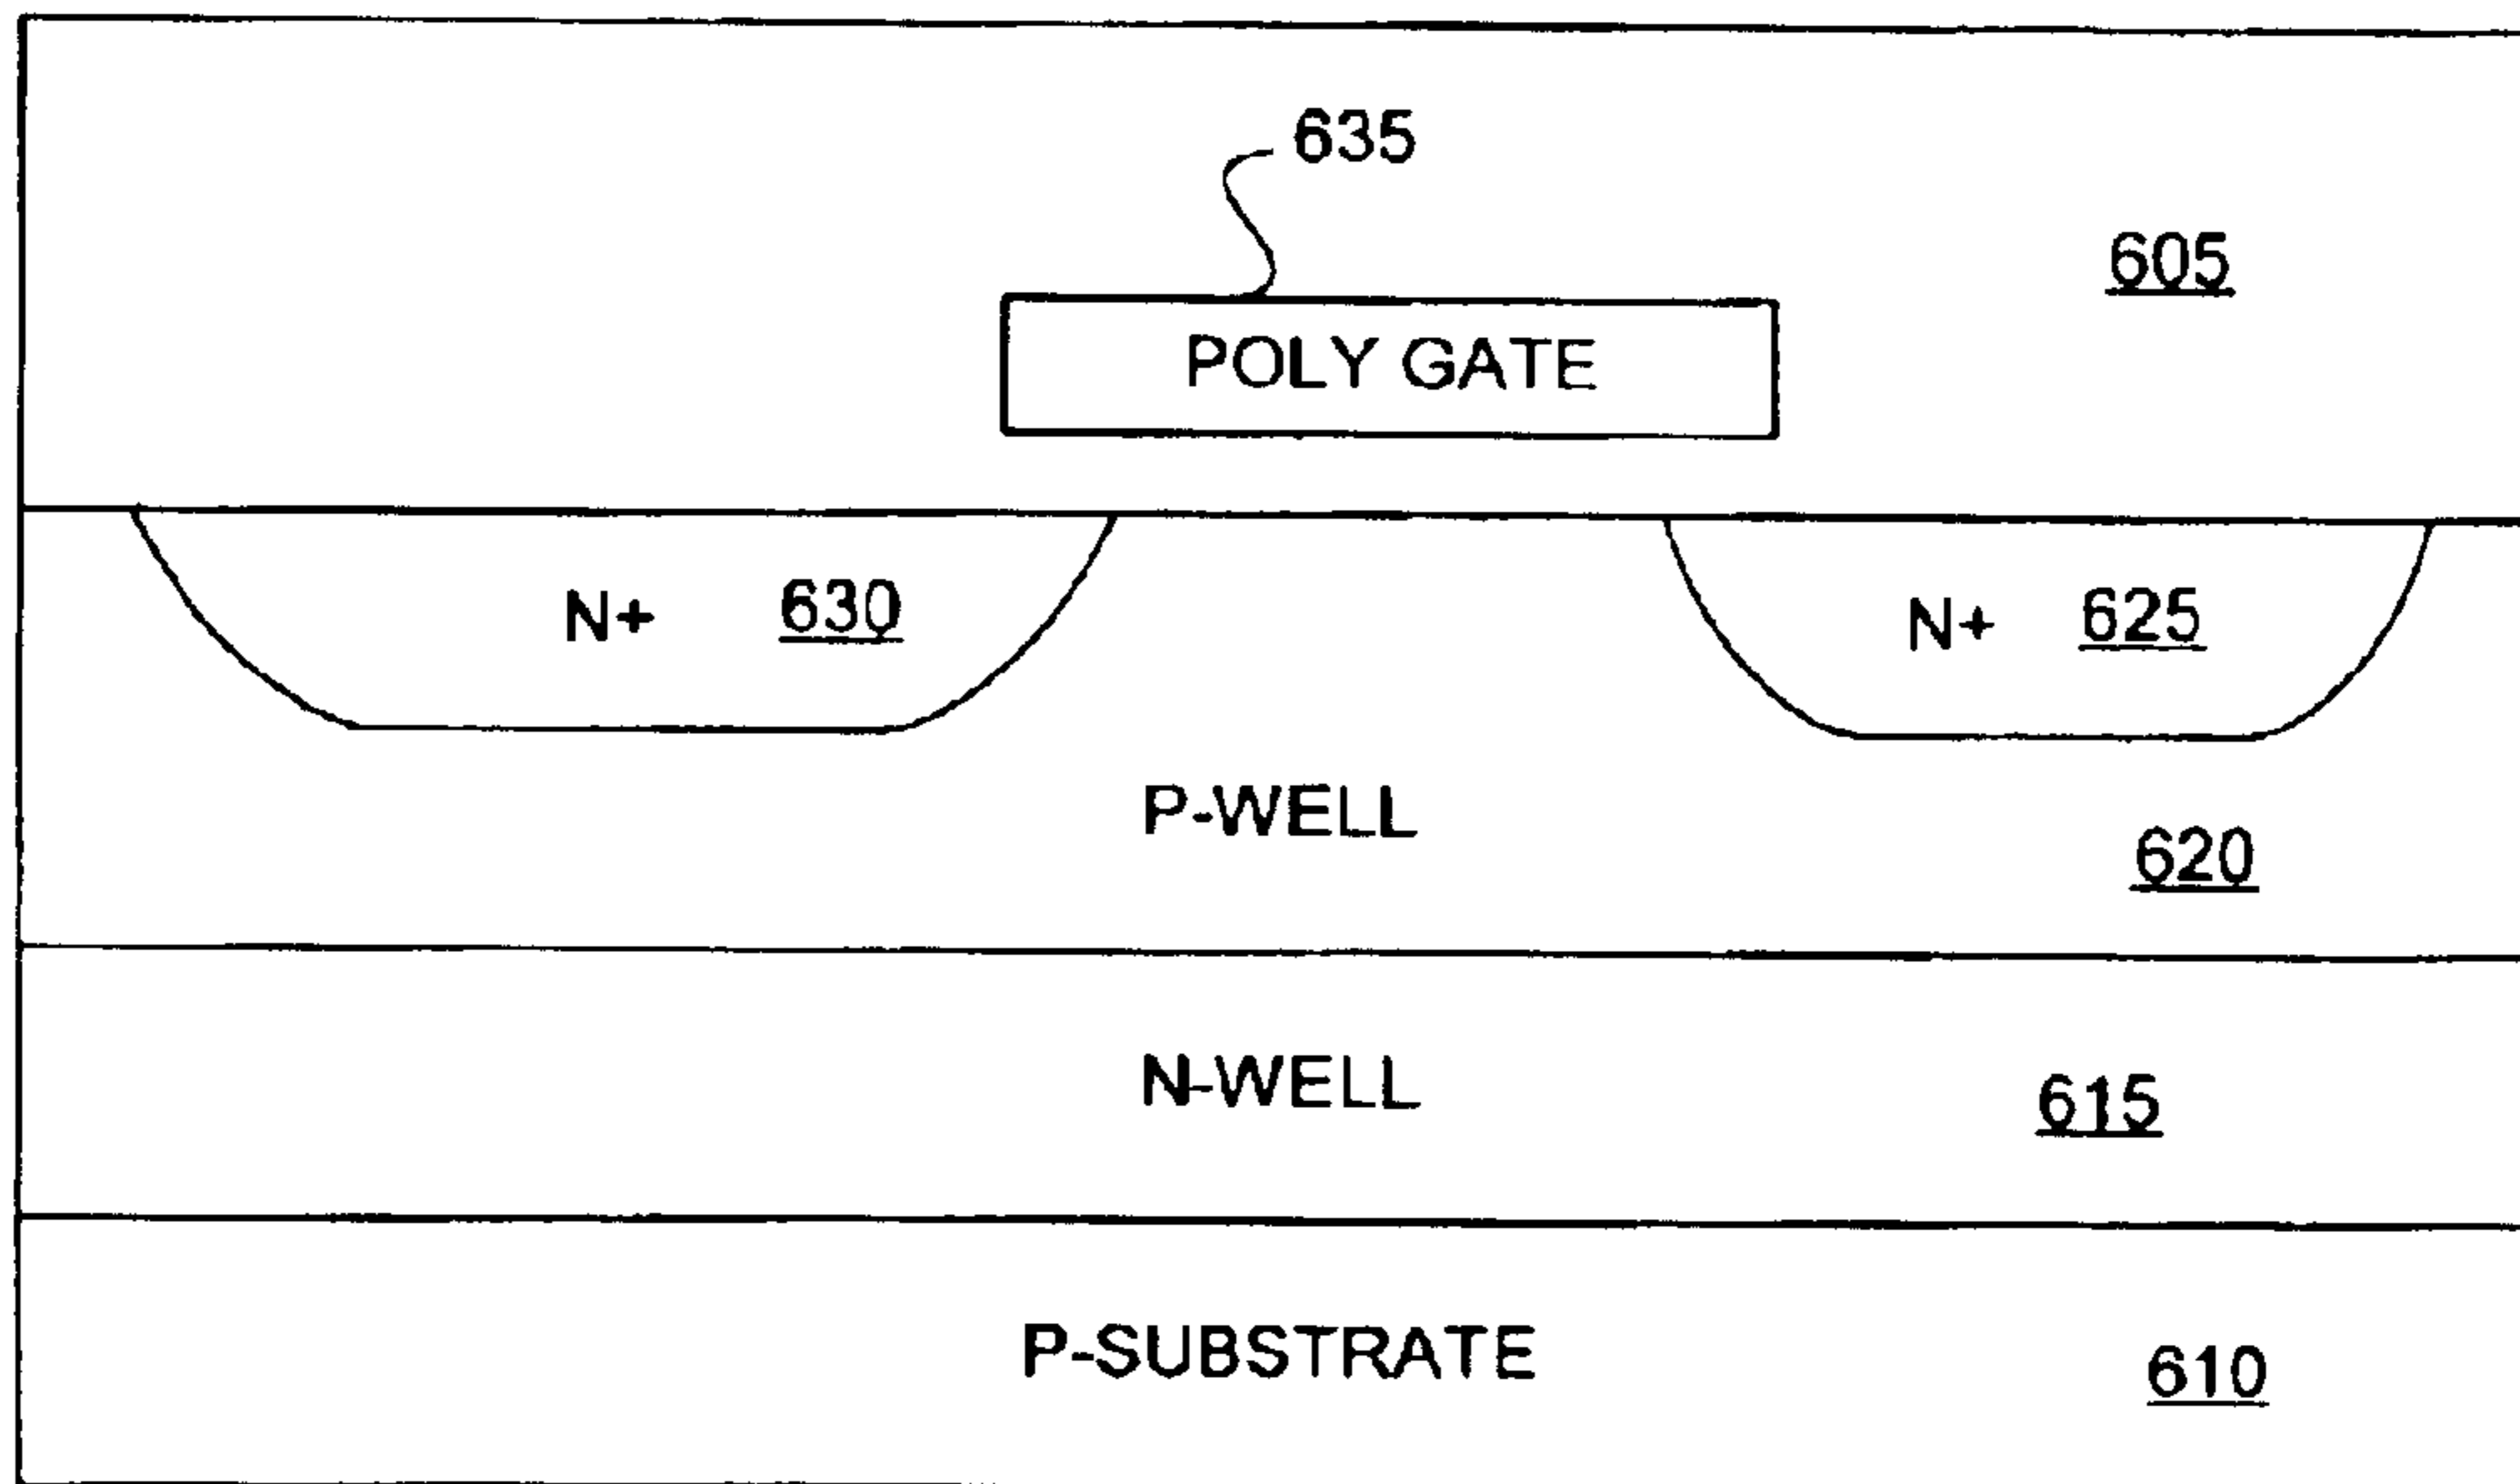 635
605
POLY GATE
N+ 630
N+ 625
P-WELL
620
N-WELL
615
P-SUBSTRATE
610